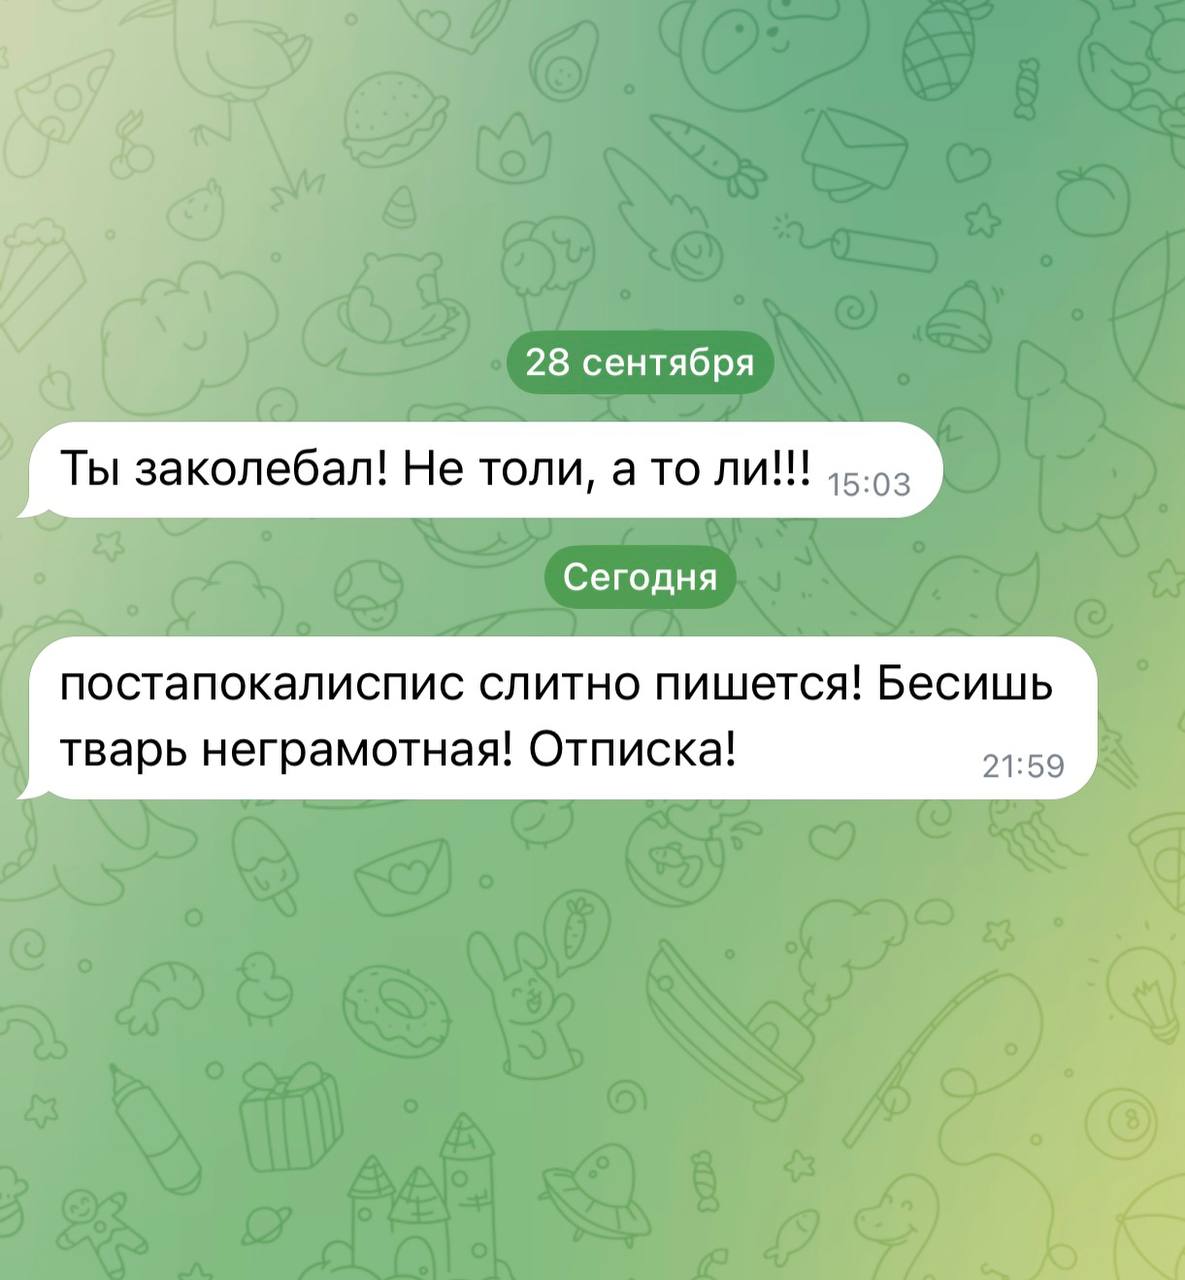 28 сентября
Ты заколебал! Не толи, а то ли!!! 15:03
Сегодня
постапокалиспис слитно пишется! Бесишь
тварь неграмотная! Отписка! 21:59